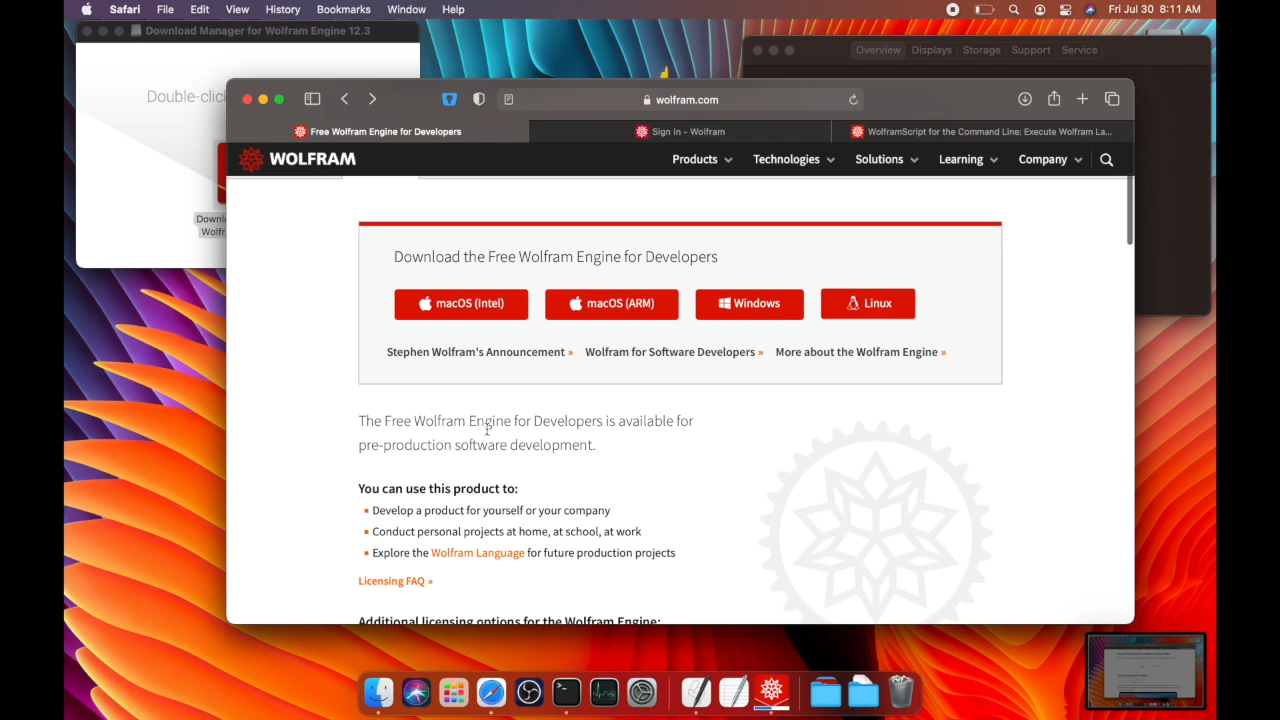 Safari File Edit View History Bookmarks Window Help Fri Jul 30 8:11 AM
Download Manager for Wolfram Engine 12.3
Overview Displays Storage Support Service
wolfram.com
Free Wolfram Engine for Developers Sign In - Wolfram WolframScript for the Command Line: Execute Wolfram La...
WOLFRAM Products Technologies Solutions Learning Company
Double-clic
Downl
Wolfr
Download the Free Wolfram Engine for Developers
macOS (Intel) macOS (ARM) Windows Linux
Stephen Wolfram's Announcement » Wolfram for Software Developers » More about the Wolfram Engine »
The Free Wolfram Engine for Developers is available for
pre-production software development.
You can use this product to:
Develop a product for yourself or your company
Conduct personal projects at home, at school, at work
Explore the Wolfram Language for future production projects
Licensing FAQ »
Additional licensing options for the Wolfram Engine: